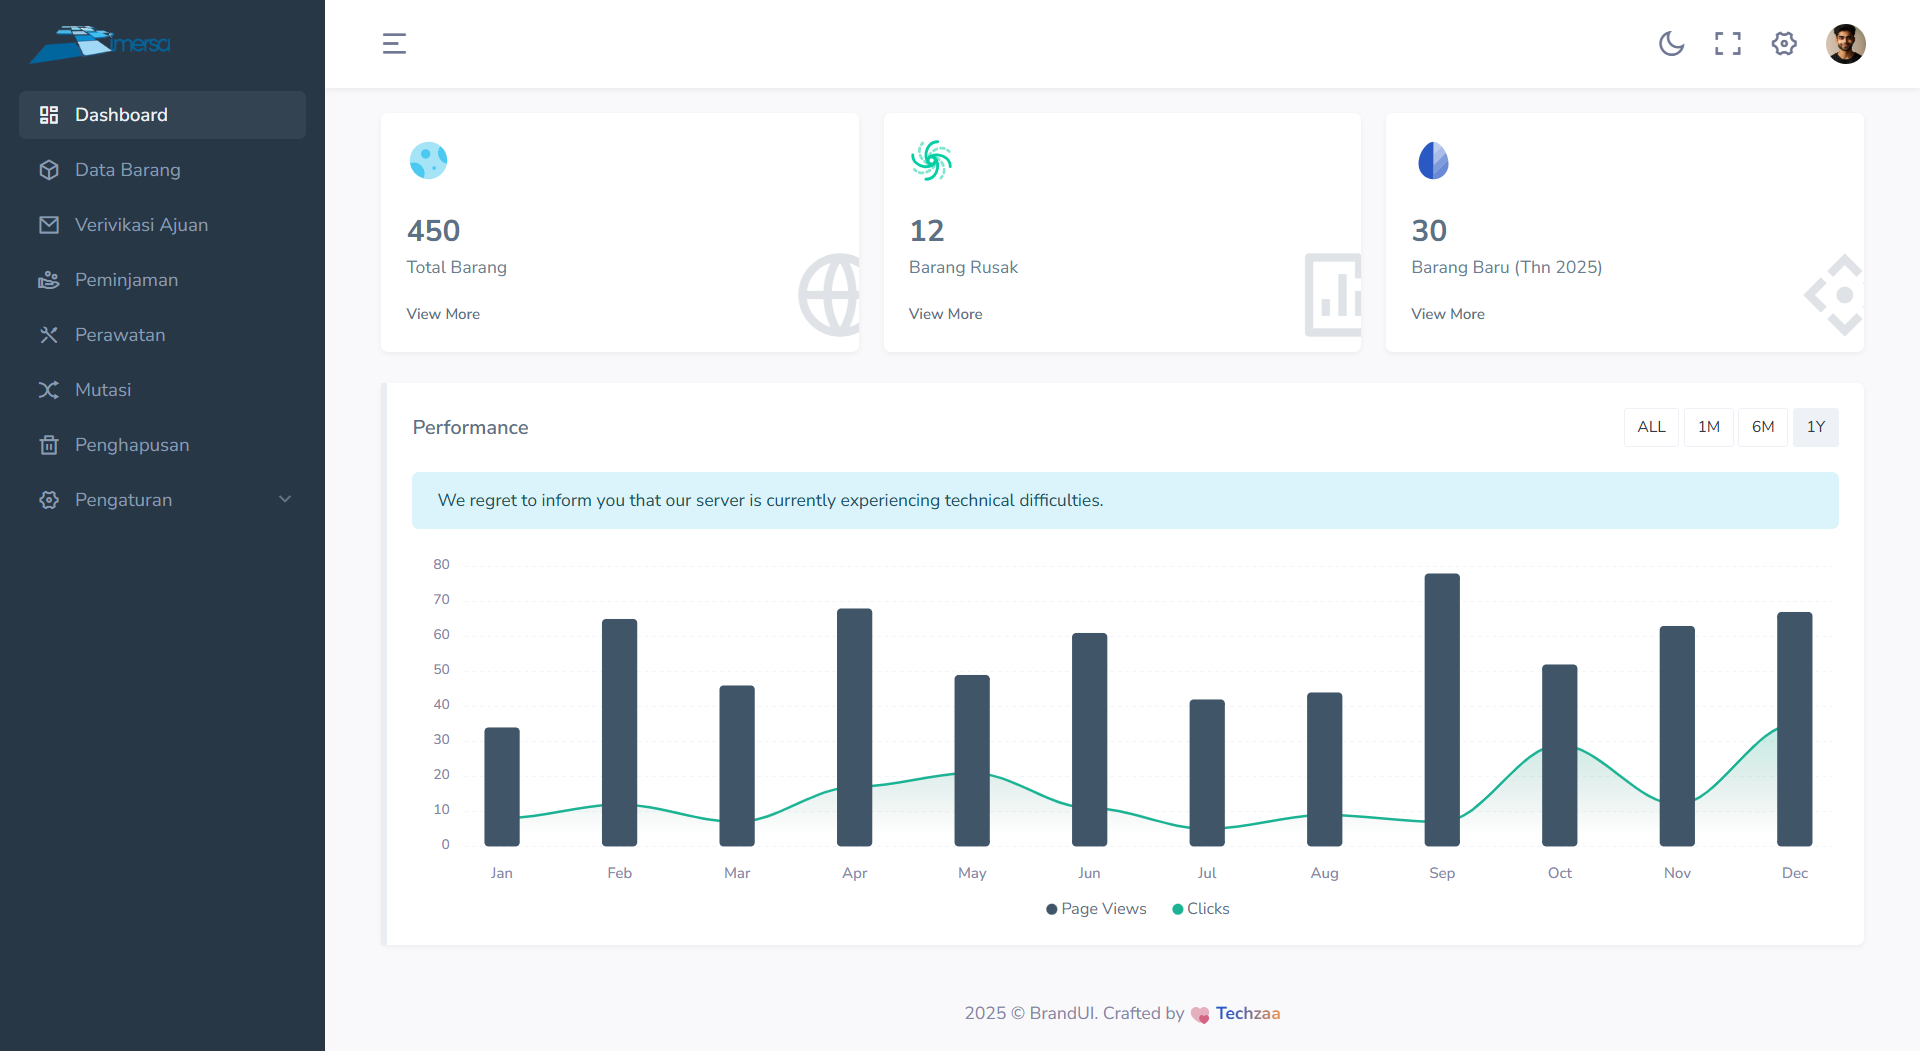 imersa
Dashboard
Data Barang
Verivikasi Ajuan
Peminjaman
Perawatan
Mutasi
Penghapusan
Pengaturan
450
Total Barang
View More
12
Barang Rusak
View More
30
Barang Baru (Thn 2025)
View More
Performance
ALL 1M 6M 1Y
We regret to inform you that our server is currently experiencing technical difficulties.
80
70
60
50
40
30
20
10
0
Jan Feb Mar Apr May Jun Jul Aug Sep Oct Nov Dec
Page Views Clicks
2025 © BrandUI. Crafted by Techzaa